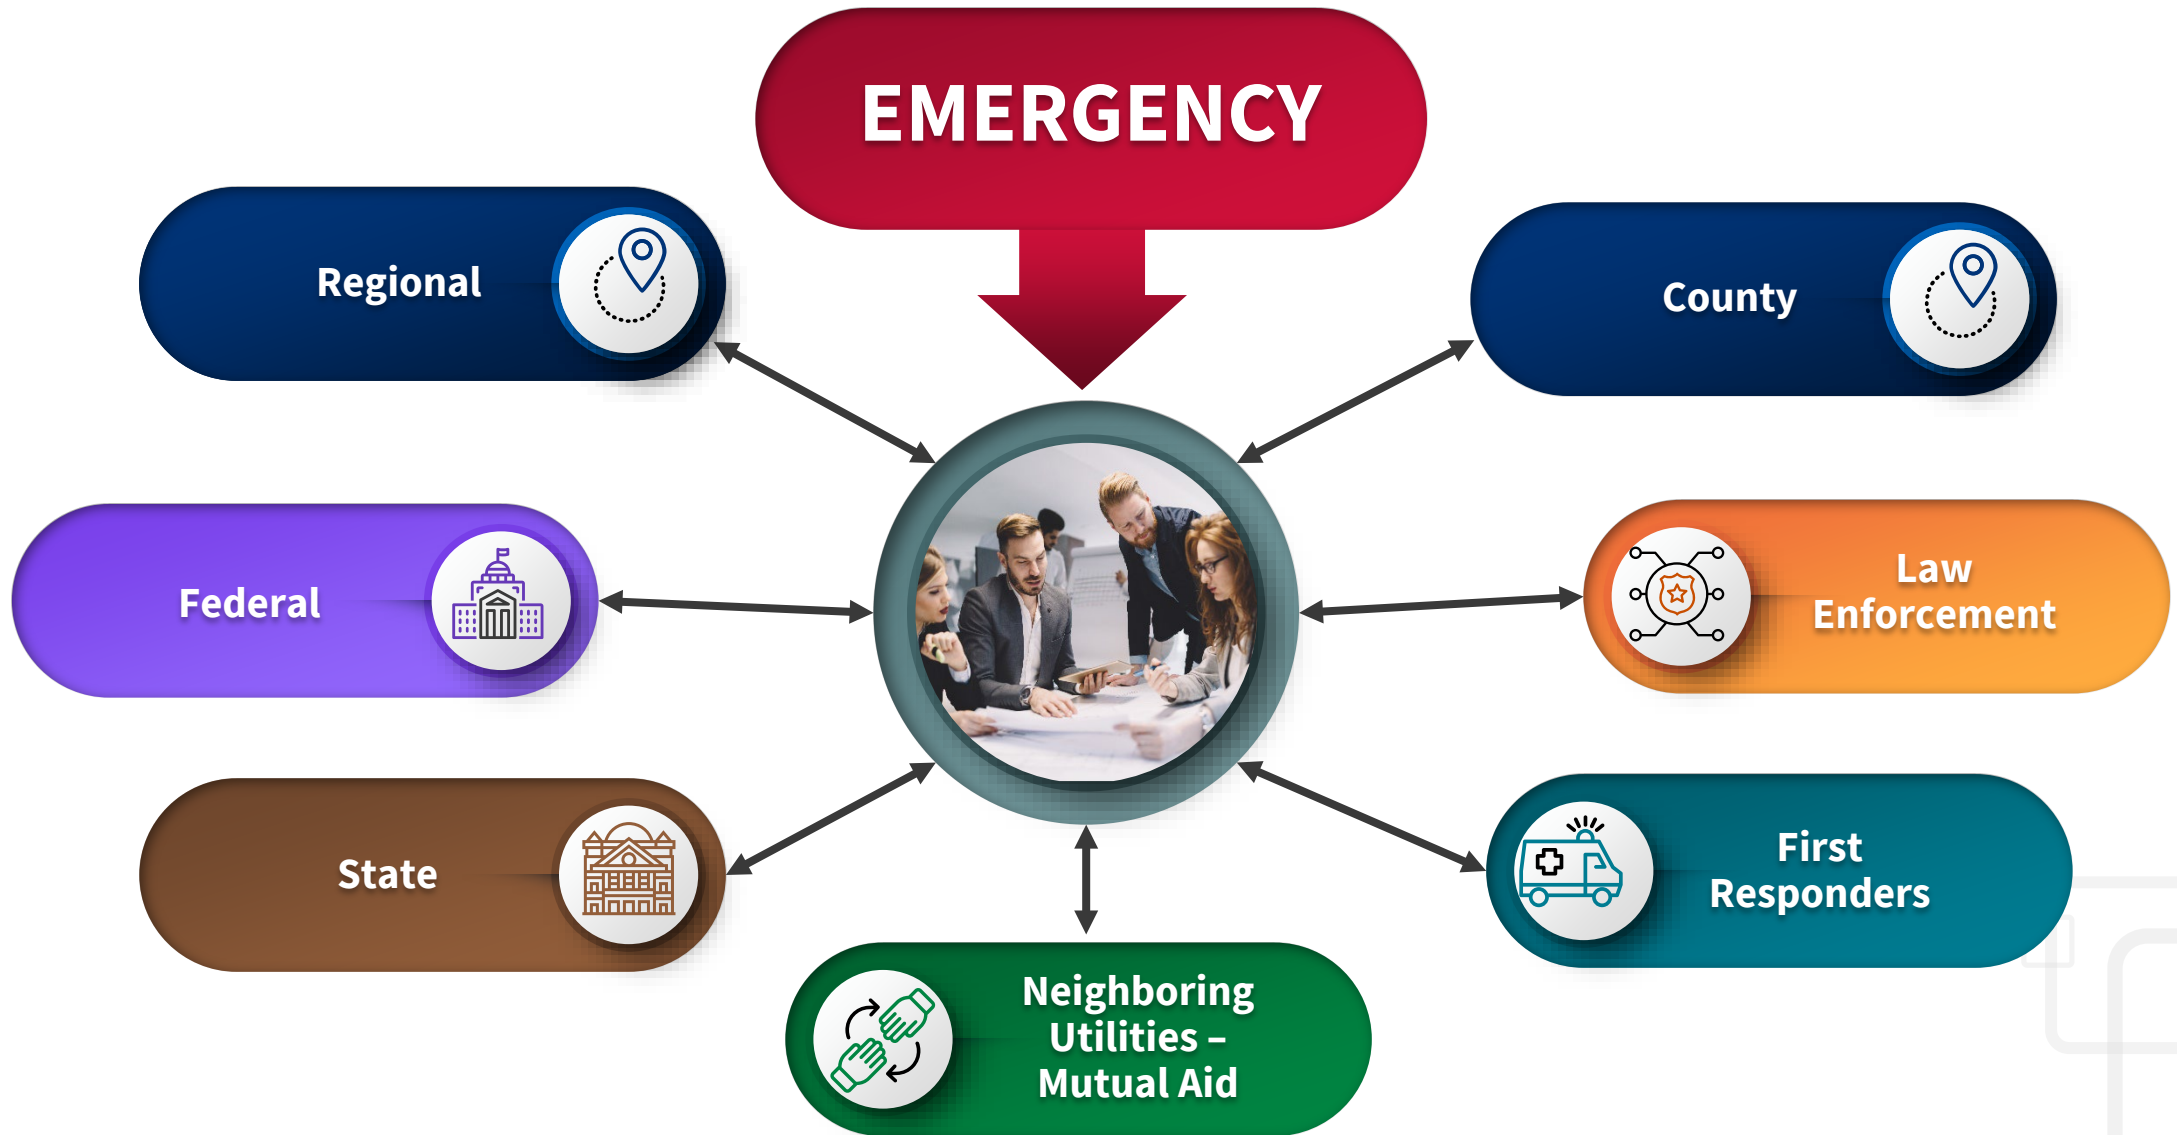 EMERGENCY
Regional
County
Federal
Law
Enforcement
State
First
Responders
Neighboring
Utilities –
Mutual Aid